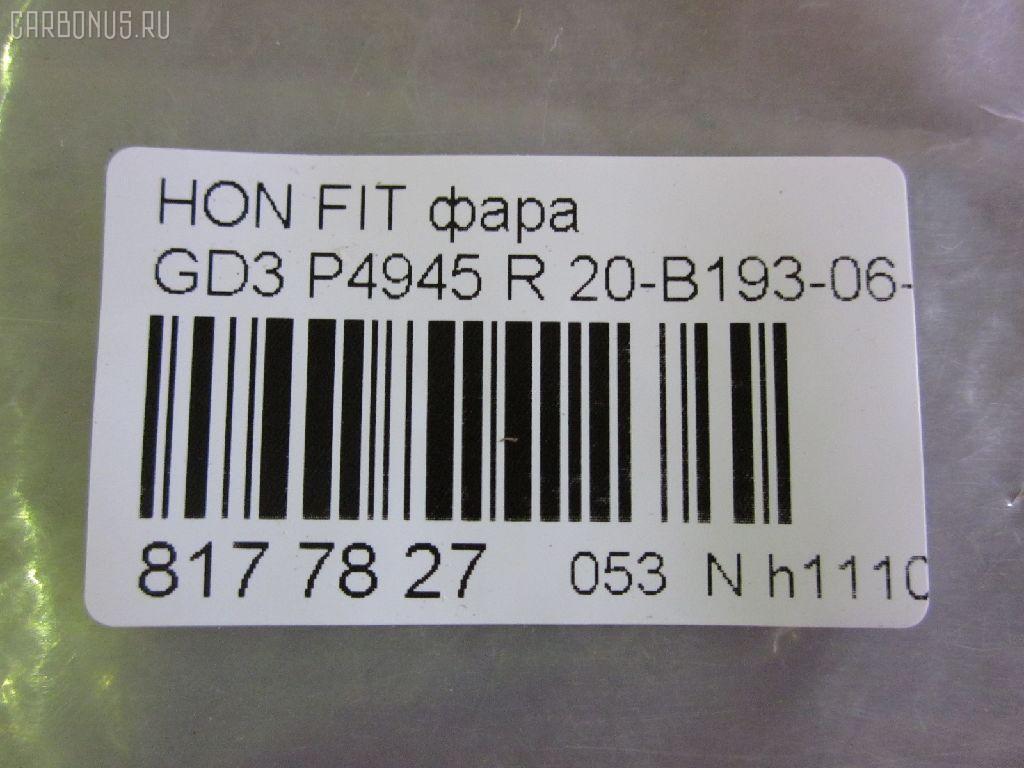 CARBONUS.RU
HON FIT фара
GD3 P4945 R 20-B193-06-
817 78 27 053 N h1110